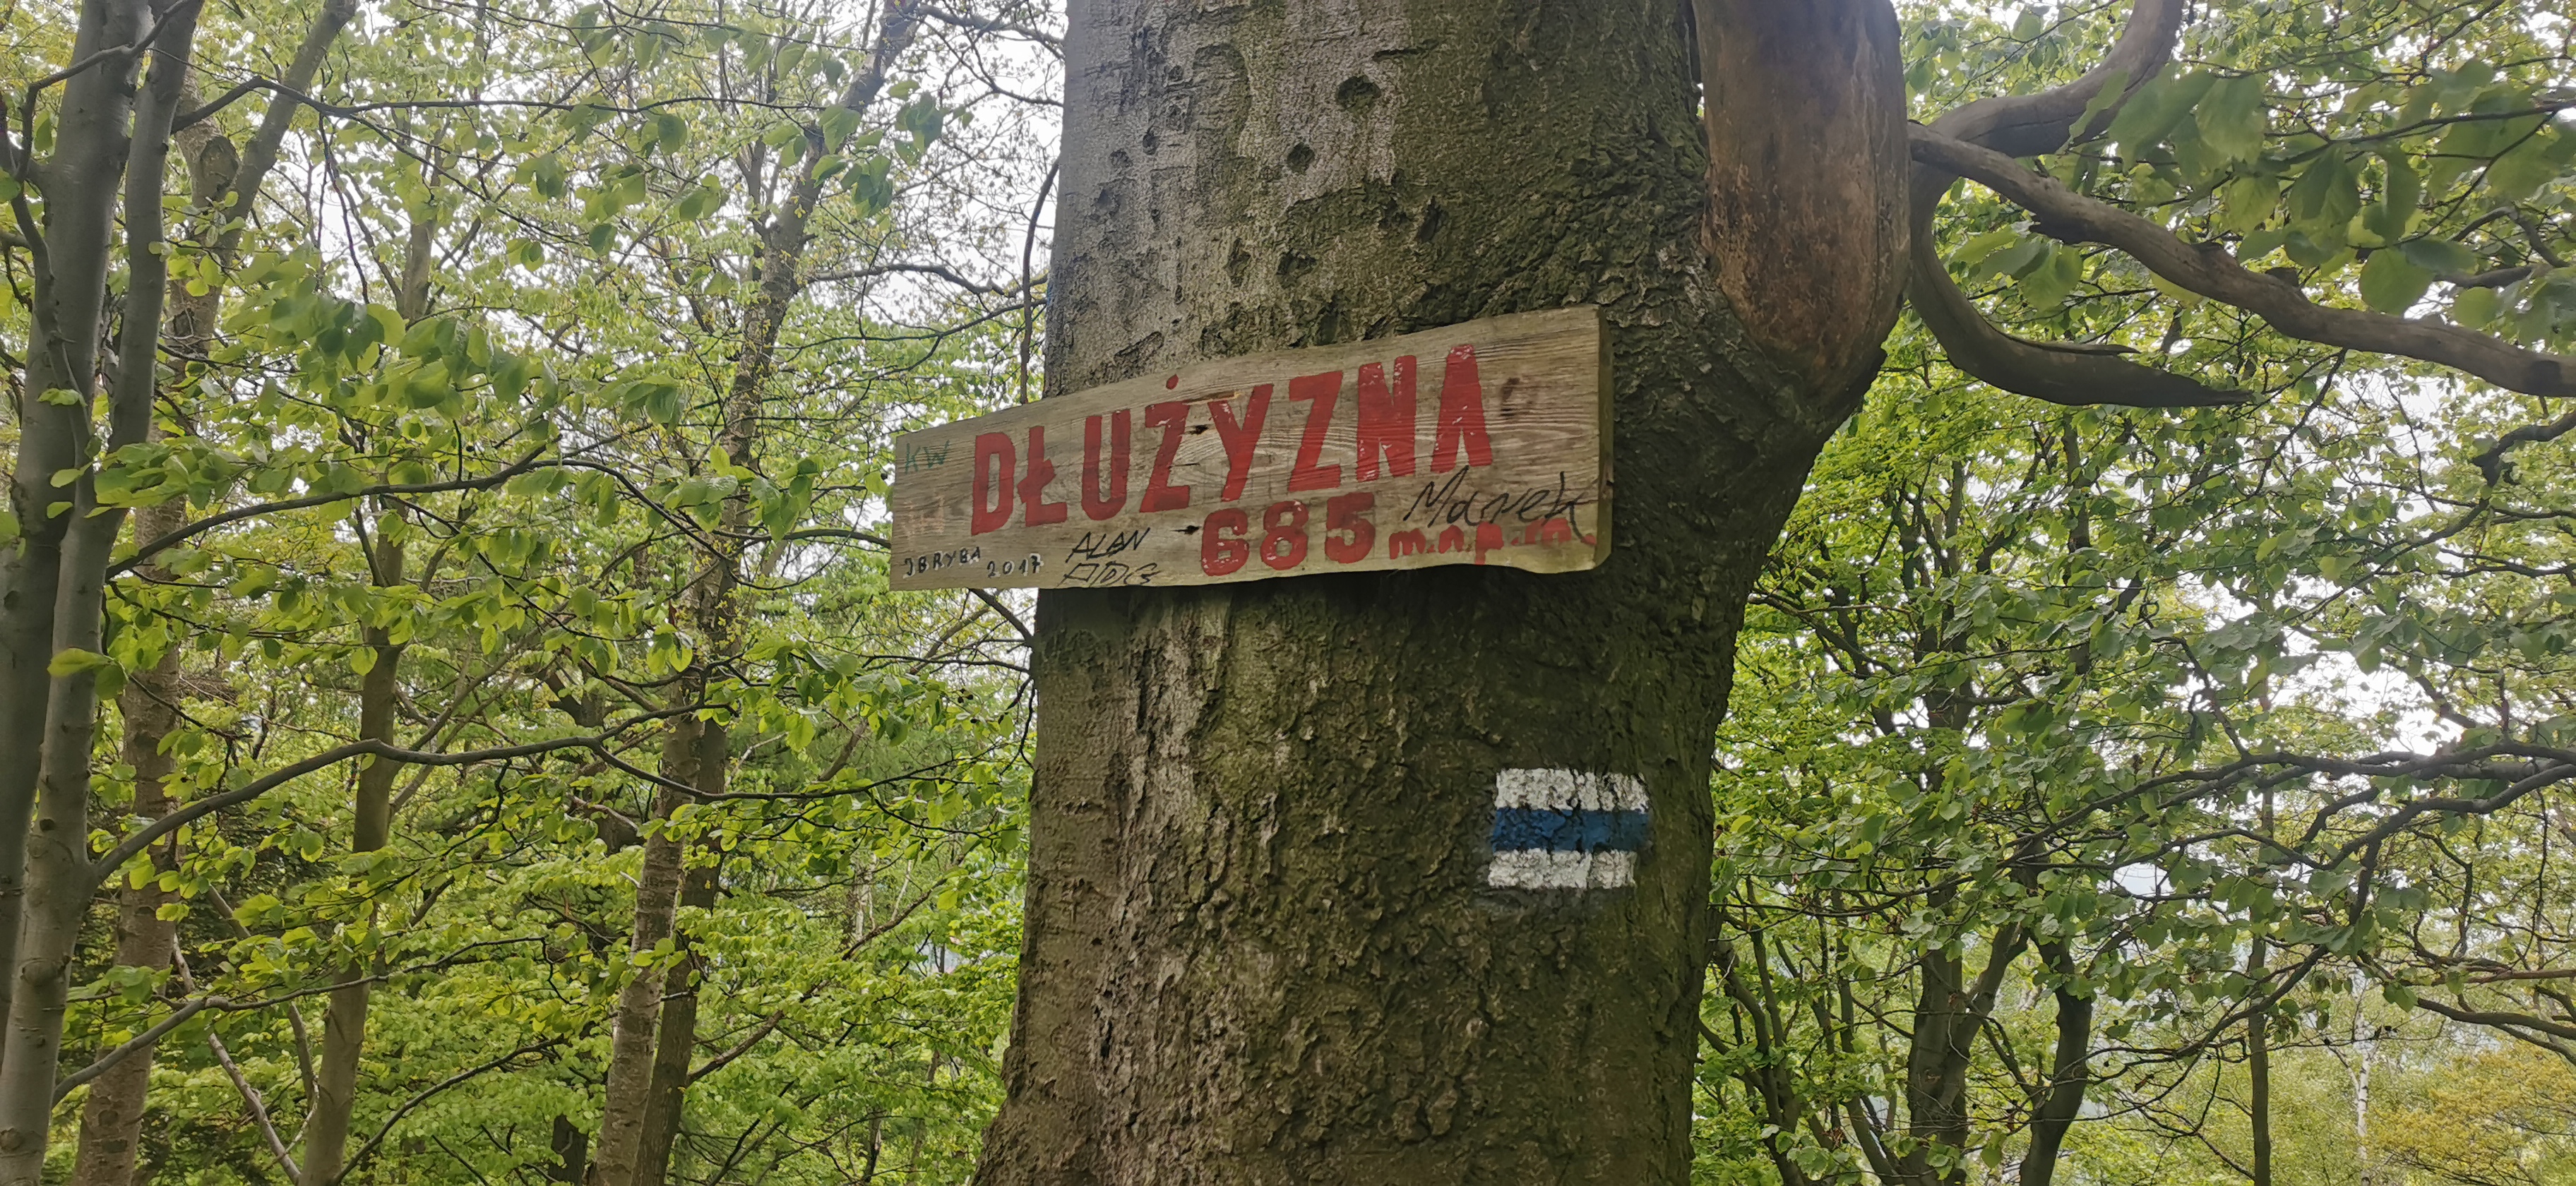 KW
DŁUŻYZNA
685 m.n.p.m.
Marek
ALAN
2017